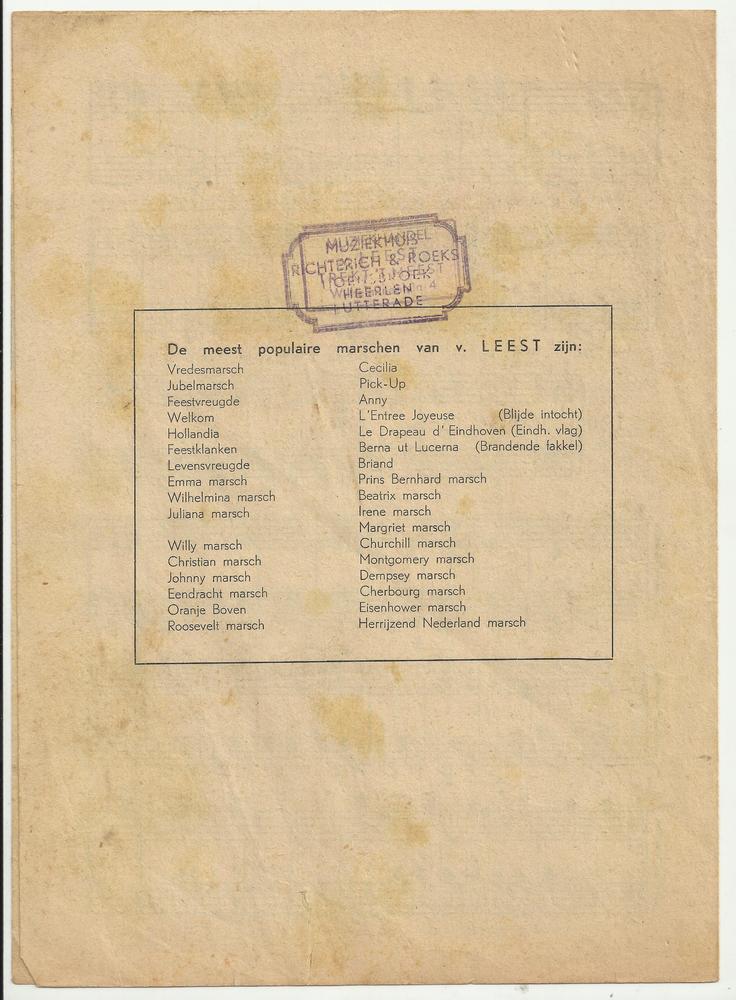 MUZIEKHUIS
RICHTERICH & ROEKS
HEERLEN
LUTTERADE
De meest populaire marschen van v. LEEST zijn:
Vredesmarsch
Jubelmarsch
Feestvreugde
Welkom
Hollandia
Feestklanken
Levensvreugde
Emma marsch
Wilhelmina marsch
Juliana marsch
Willy marsch
Christian marsch
Johnny marsch
Eendracht marsch
Oranje Boven
Roosevelt marsch
Cecilia
Pick-Up
Anny
L'Entree Joyeuse (Blijde intocht)
Le Drapeau d' Eindhoven (Eindh. vlag)
Berna ut Lucerna (Brandende fakkel)
Briand
Prins Bernhard marsch
Beatrix marsch
Irene marsch
Margriet marsch
Churchill marsch
Montgomery marsch
Dempsey marsch
Cherbourg marsch
Eisenhower marsch
Herrijzend Nederland marsch